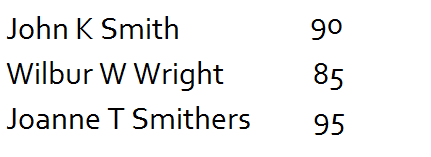 John K Smith 90
Wilbur W Wright 85
Joanne T Smithers 95